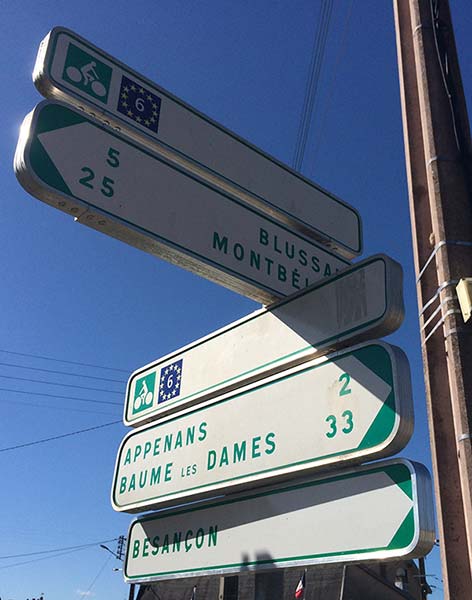 6
5
25
BLUSSA
MONTBÉL
6
APPENANS 2
BAUME LES DAMES 33
BESANÇON